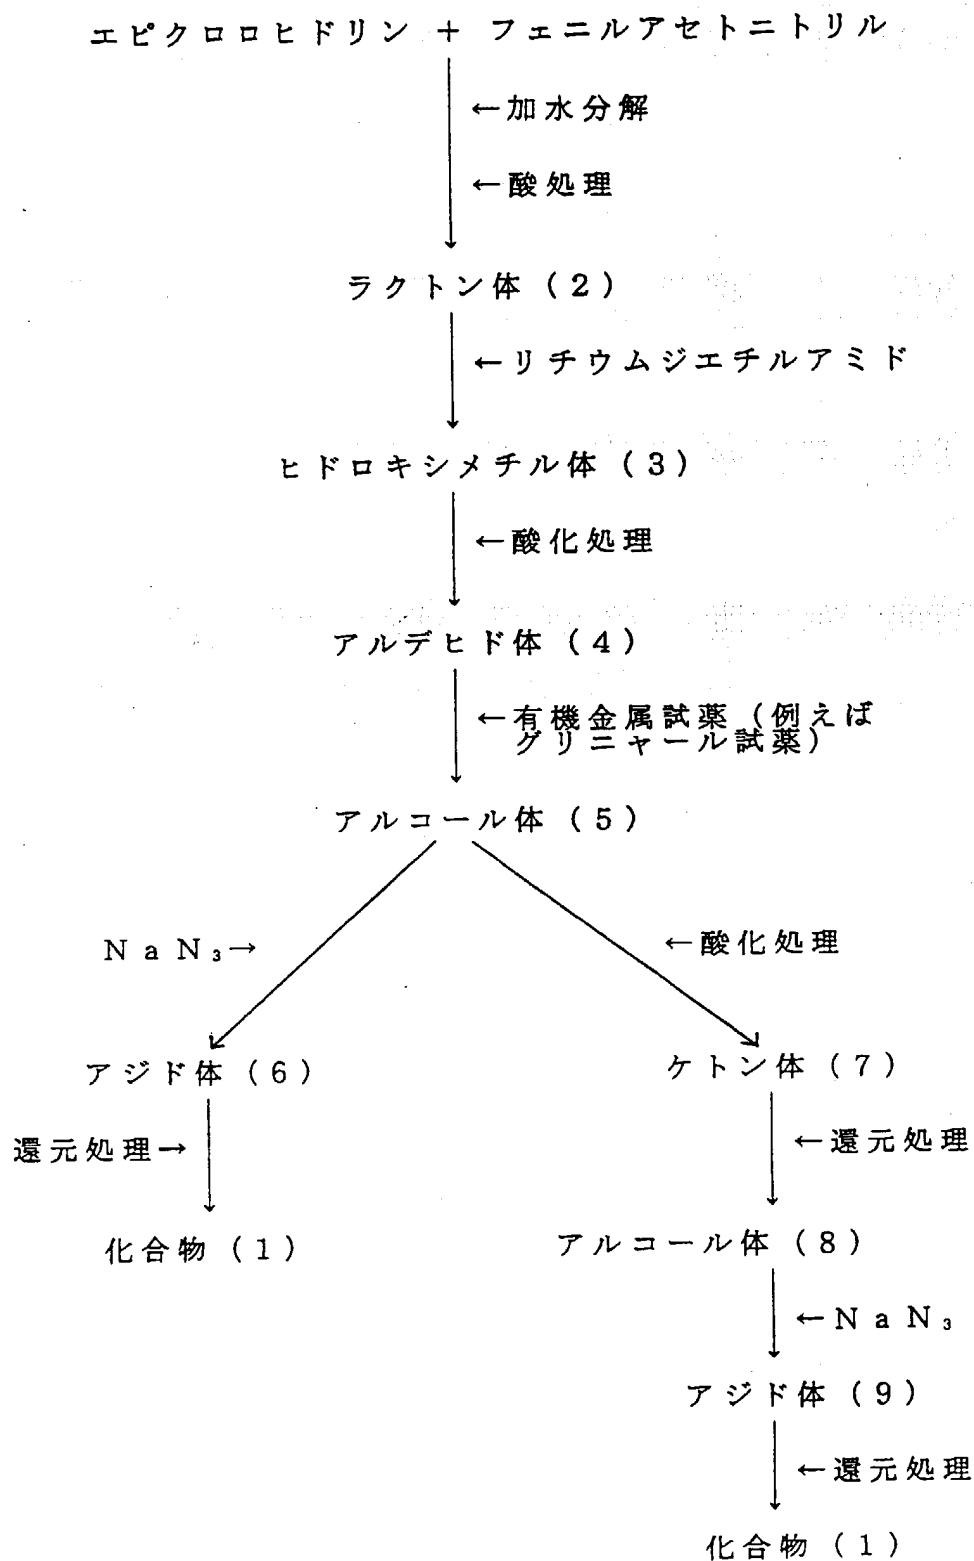 エピクロロヒドリン + フェニルアセトニトリル
←加水分解
←酸処理
ラクトン体(2)
←リチウムジエチルアミド
ヒドロキシメチル体(3)
←酸化処理
アルデヒド体(4)
←有機金属試薬(例えば
グリニャール試薬)
アルコール体(5)
NaN₃→
←酸化処理
アジド体(6)
ケトン体(7)
還元処理→
←還元処理
化合物(1)
アルコール体(8)
←NaN₃
アジド体(9)
←還元処理
化合物(1)